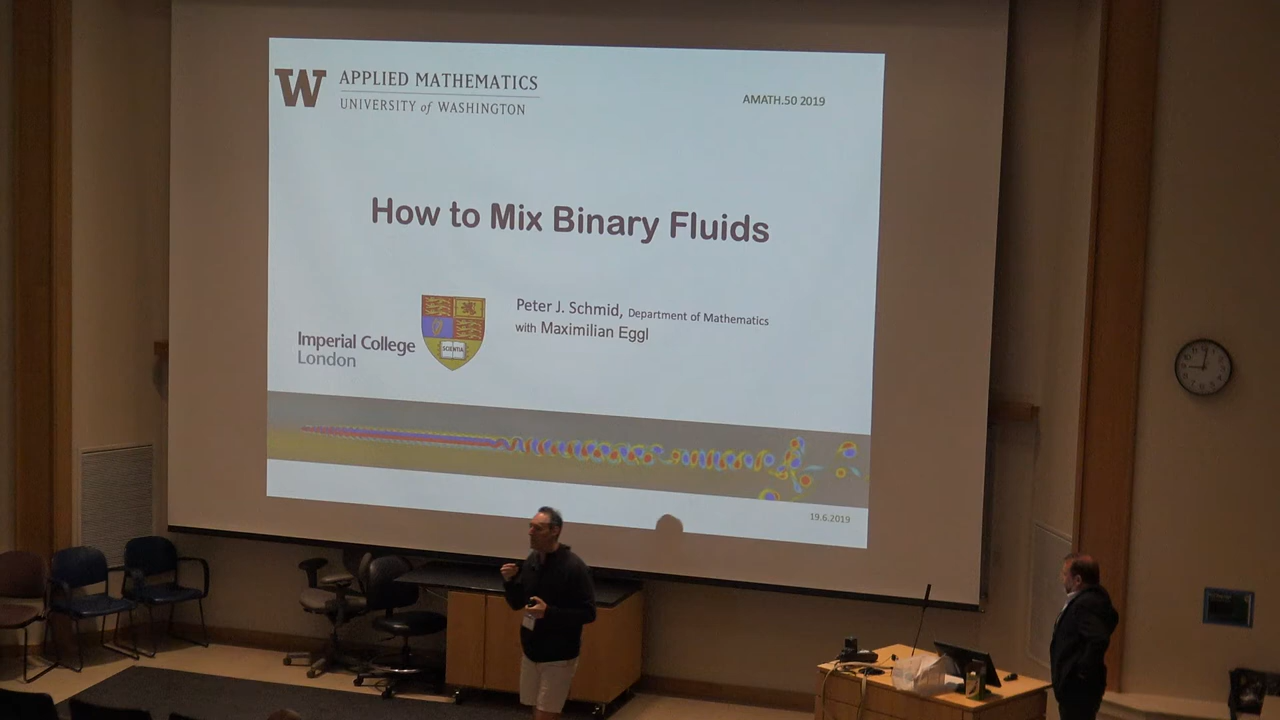 W APPLIED MATHEMATICS
UNIVERSITY of WASHINGTON
AMATH.50 2019
How to Mix Binary Fluids
Peter J. Schmid, Department of Mathematics
with Maximilian Eggl
Imperial College
London
SCIENTIA
19.6.2019